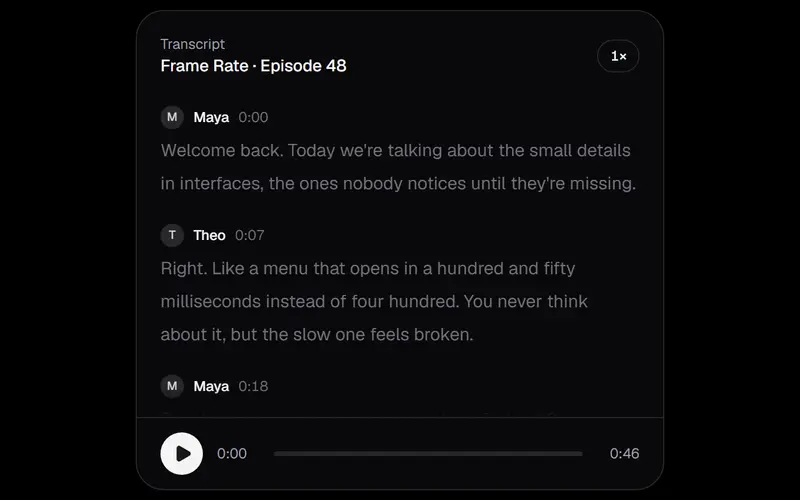 Transcript
Frame Rate · Episode 48
1×
M Maya 0:00
Welcome back. Today we're talking about the small details
in interfaces, the ones nobody notices until they're missing.
T Theo 0:07
Right. Like a menu that opens in a hundred and fifty
milliseconds instead of four hundred. You never think
about it, but the slow one feels broken.
M Maya 0:18
0:00 0:46